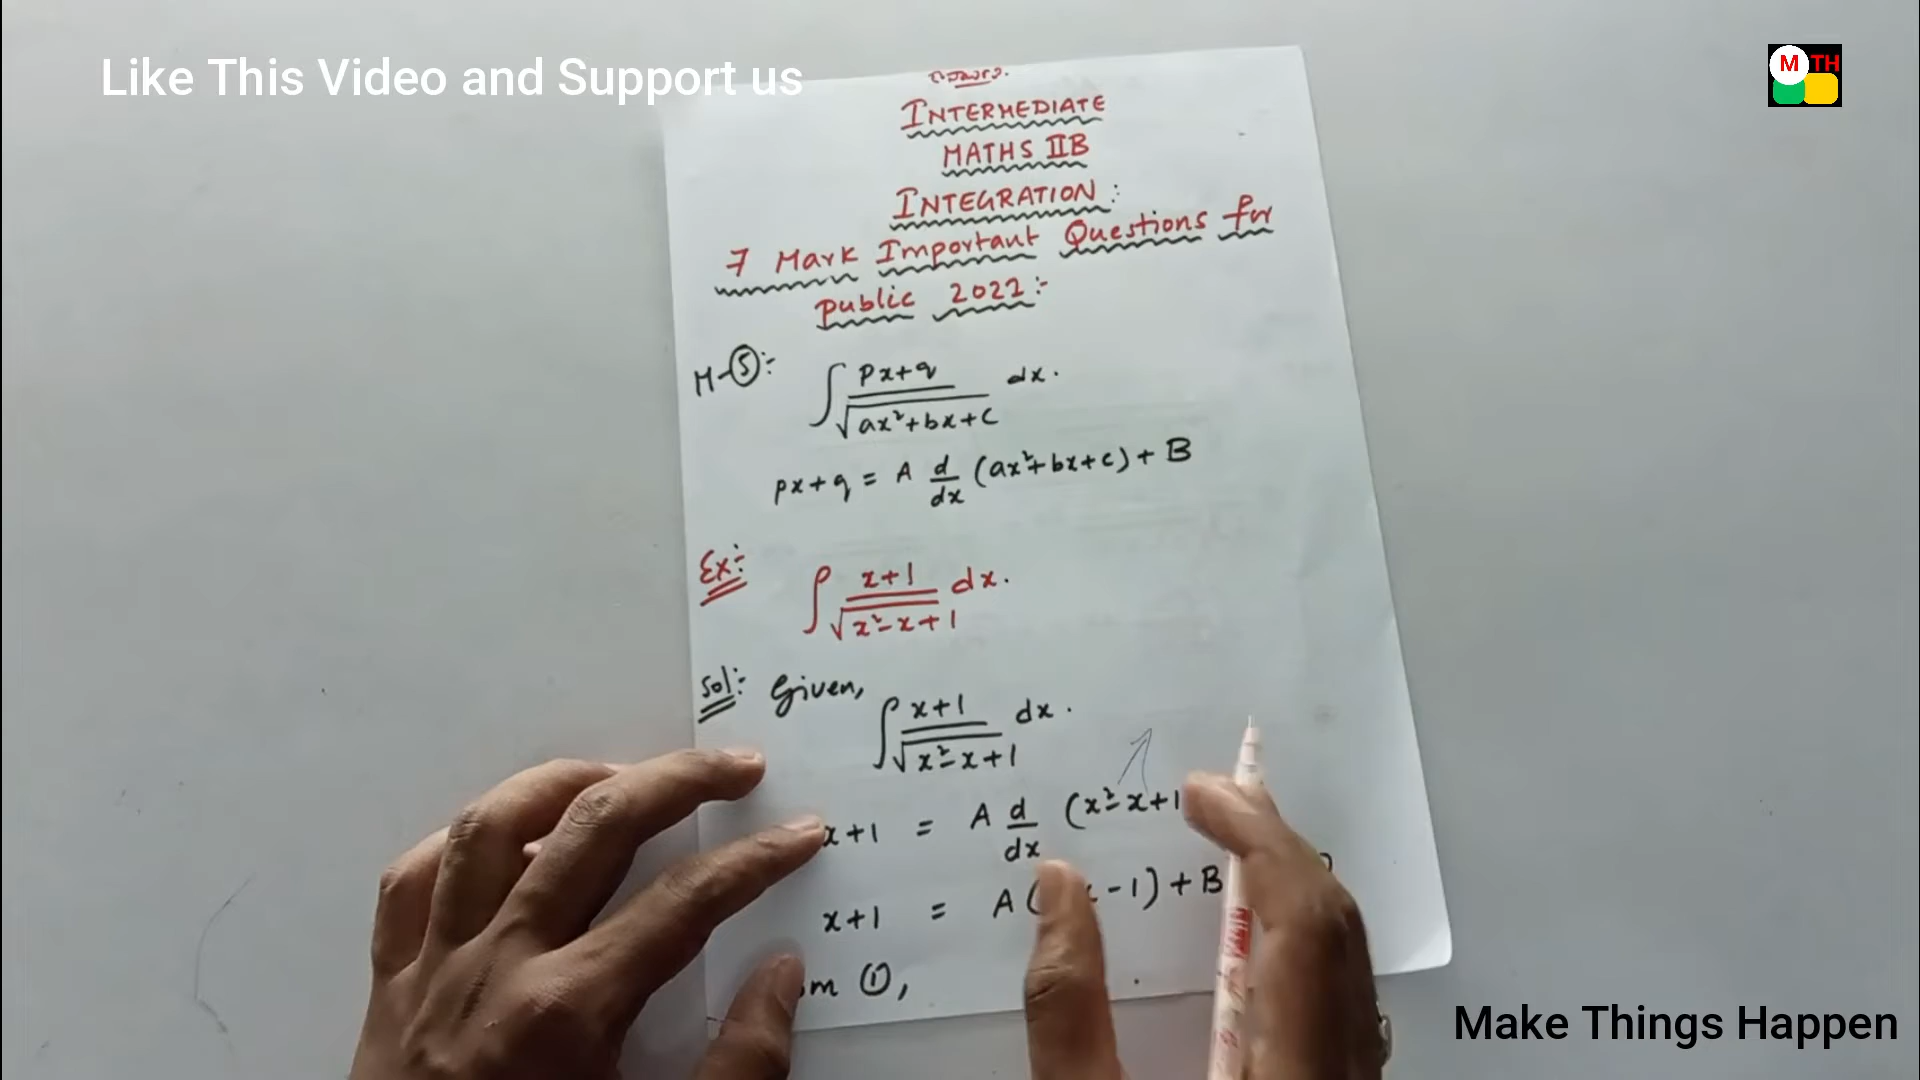 Like This Video and Support us
M TH
INTERMEDIATE
MATHS IIB
INTEGRATION:
7 Mark Important Questions for
public 2022:-
M-⑤:- ∫ px+q / √ax²+bx+c dx.
px+q = A d/dx (ax²+bx+c) + B
Ex:- ∫ x+1 / √x²-x+1 dx.
Sol:- Given,
∫ x+1 / √x²-x+1 dx.
x+1 = A d/dx (x²-x+1
x+1 = A( -1)+B
m ①,
Make Things Happen